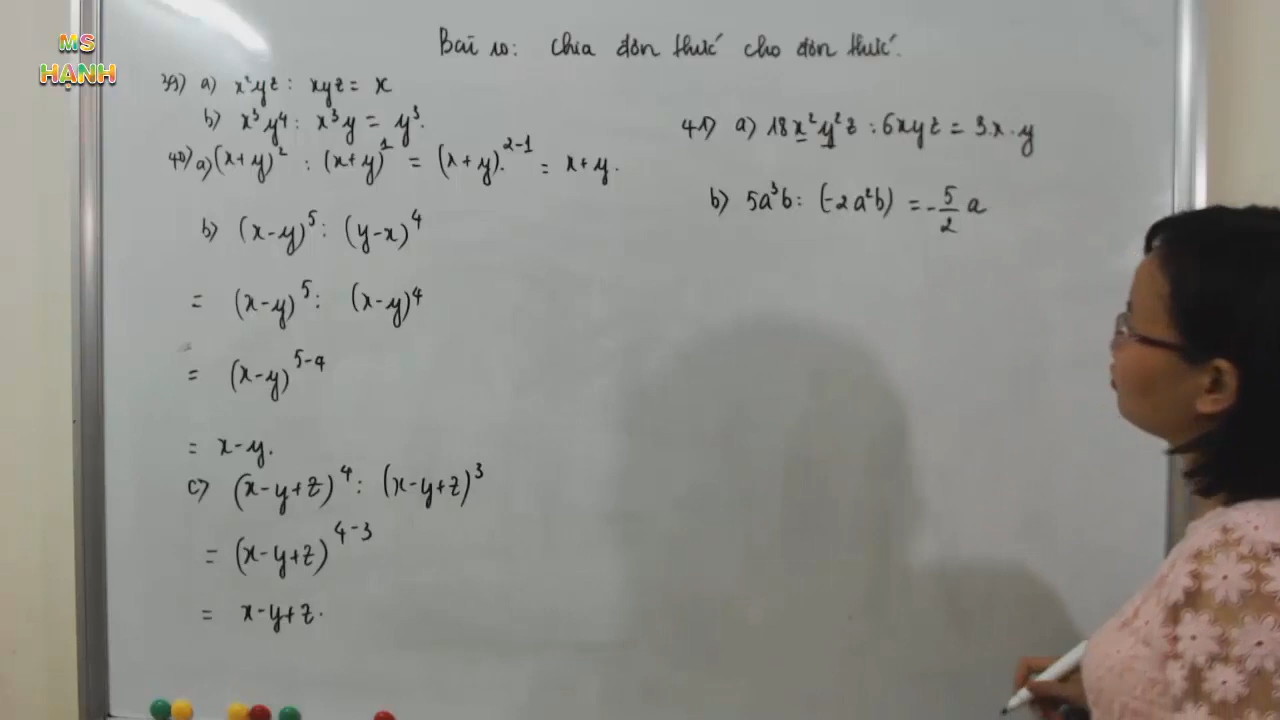 MS
HẠNH
Bài 10: chia đơn thức cho đơn thức.
39) a) x²yz : xyz = x
b) x³y⁴ : x³y = y³.
40) a) (x+y)² : (x+y)¹ = (x+y).²⁻¹ = x+y.
b) (x-y)⁵ : (y-x)⁴
= (x-y)⁵ : (x-y)⁴
= (x-y)⁵⁻⁴
= x-y.
c) (x-y+z)⁴ : (x-y+z)³
= (x-y+z)⁴⁻³
= x-y+z.
41) a) 18x²y²z : 6xyz = 3.x.y
b) 5a³b : (-2a²b) = -5/2 a